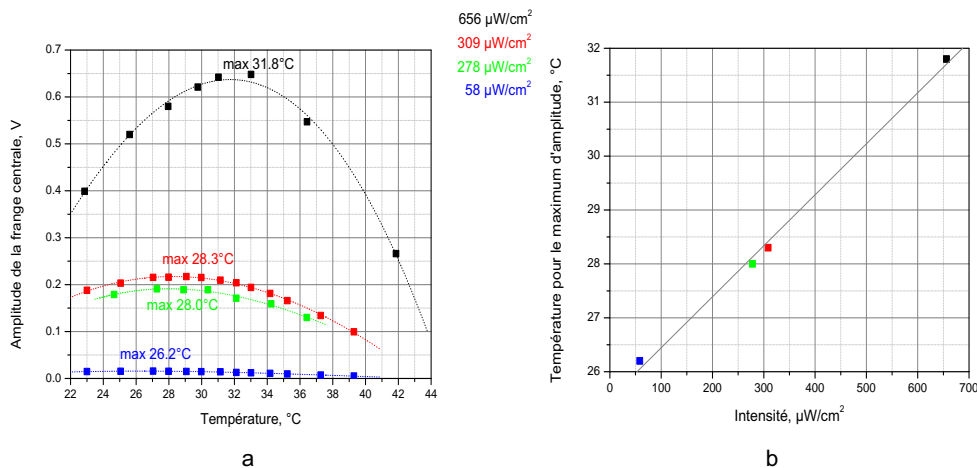 656 µW/cm²
309 µW/cm²
278 µW/cm²
58 µW/cm²
Amplitude de la frange centrale, V
0.7
0.6
0.5
0.4
0.3
0.2
0.1
0.0
max 31.8°C
max 28.3°C
max 28.0°C
max 26.2°C
22 24 26 28 30 32 34 36 38 40 42 44
Température, °C
a
Température pour le maximum d'amplitude, °C
32
31
30
29
28
26
26
0 100 200 300 400 500 600 700
Intensité, µW/cm²
b